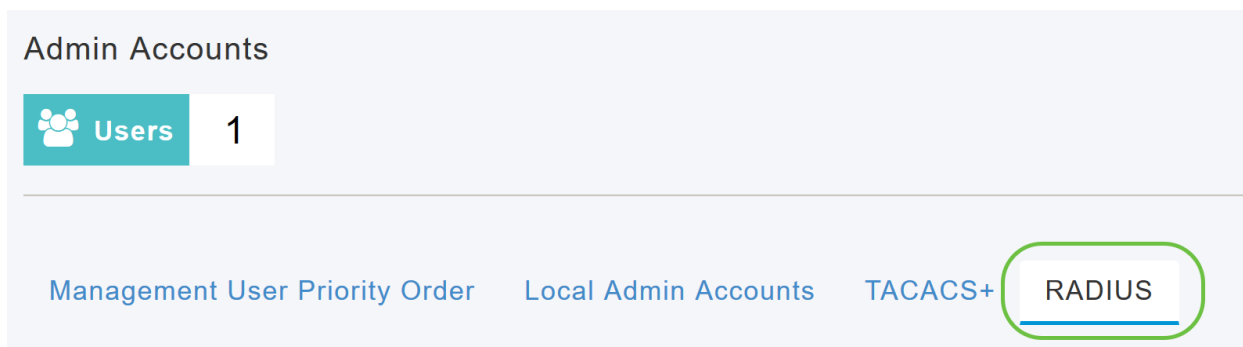 Admin Accounts
Users 1
Management User Priority Order Local Admin Accounts TACACS+ RADIUS